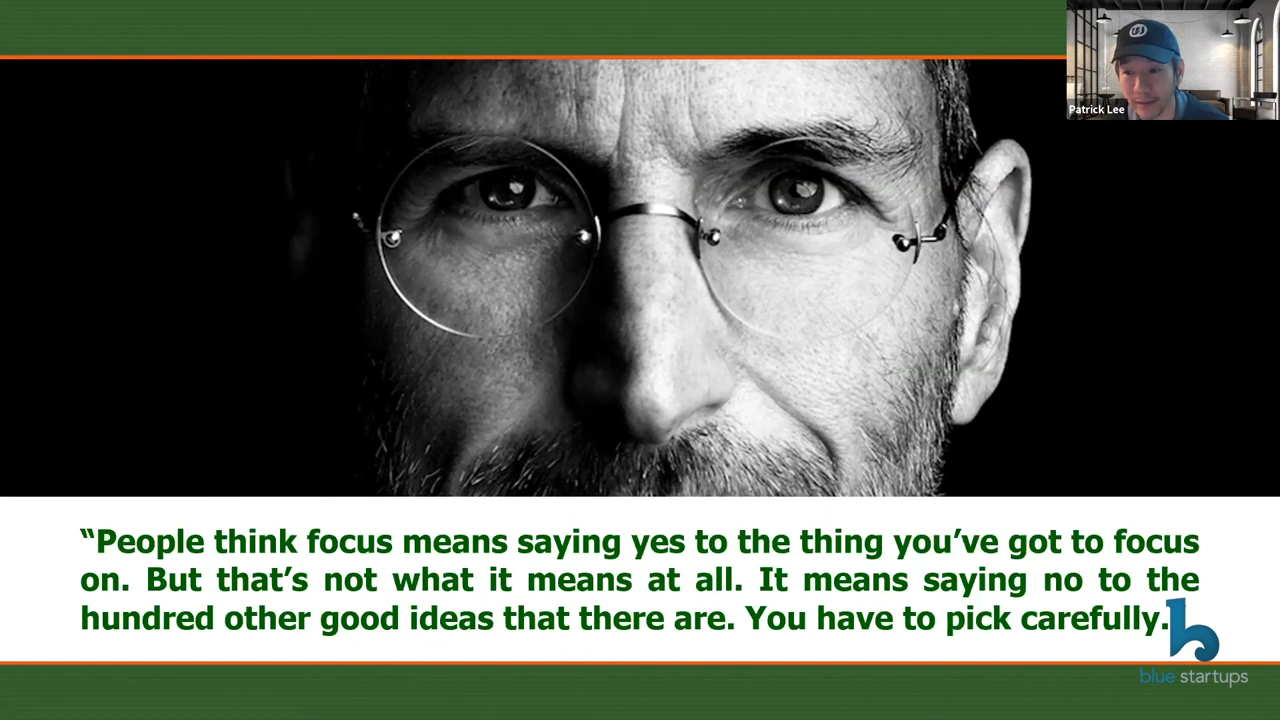 Patrick Lee
“People think focus means saying yes to the thing you’ve got to focus
on. But that’s not what it means at all. It means saying no to the
hundred other good ideas that there are. You have to pick carefully.
blue startups